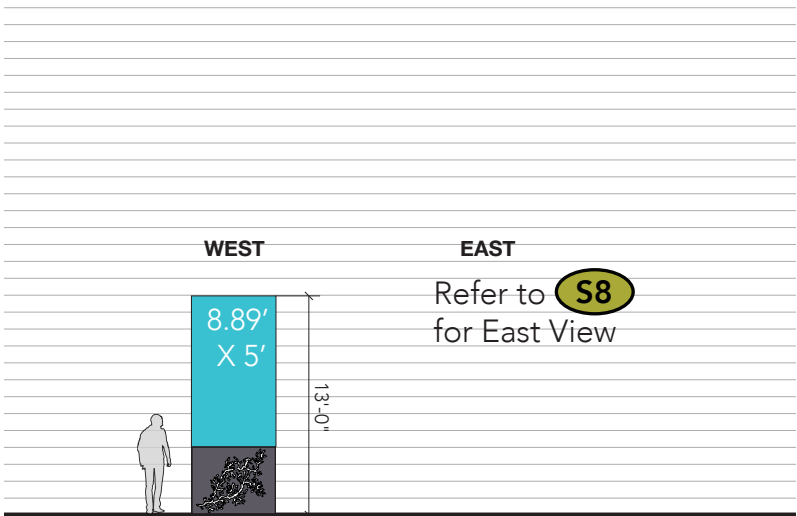 WEST
EAST
Refer to S8
for East View
8.89′
X 5′
13'-0"